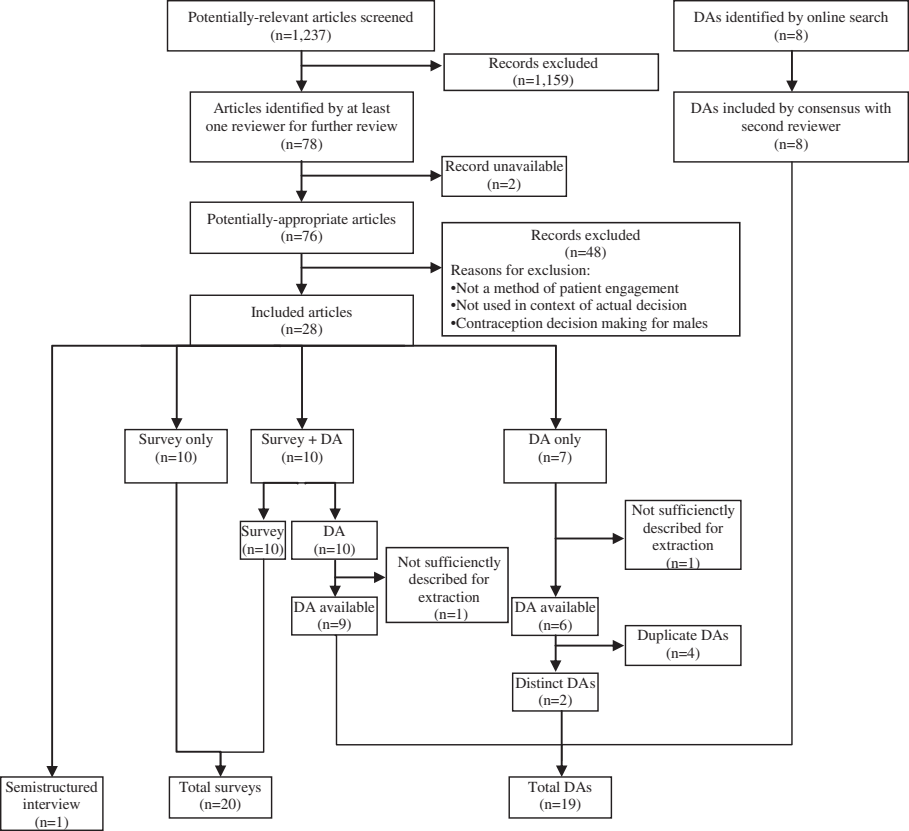 Potentially-relevant articles screened
(n=1,237)
DAs identified by online search
(n=8)
Records excluded
(n=1,159)
Articles identified by at least
one reviewer for further review
(n=78)
DAs included by consensus with
second reviewer
(n=8)
Record unavailable
(n=2)
Potentially-appropriate articles
(n=76)
Records excluded
(n=48)
Reasons for exclusion:
•Not a method of patient engagement
•Not used in context of actual decision
•Contraception decision making for males
Included articles
(n=28)
Survey only
(n=10)
Survey + DA
(n=10)
DA only
(n=7)
Survey
(n=10)
DA
(n=10)
Not sufficienctly
described for
extraction
(n=1)
Not sufficienctly
described for
extraction
(n=1)
DA available
(n=9)
DA available
(n=6)
Duplicate DAs
(n=4)
Distinct DAs
(n=2)
Semistructured
interview
(n=1)
Total surveys
(n=20)
Total DAs
(n=19)